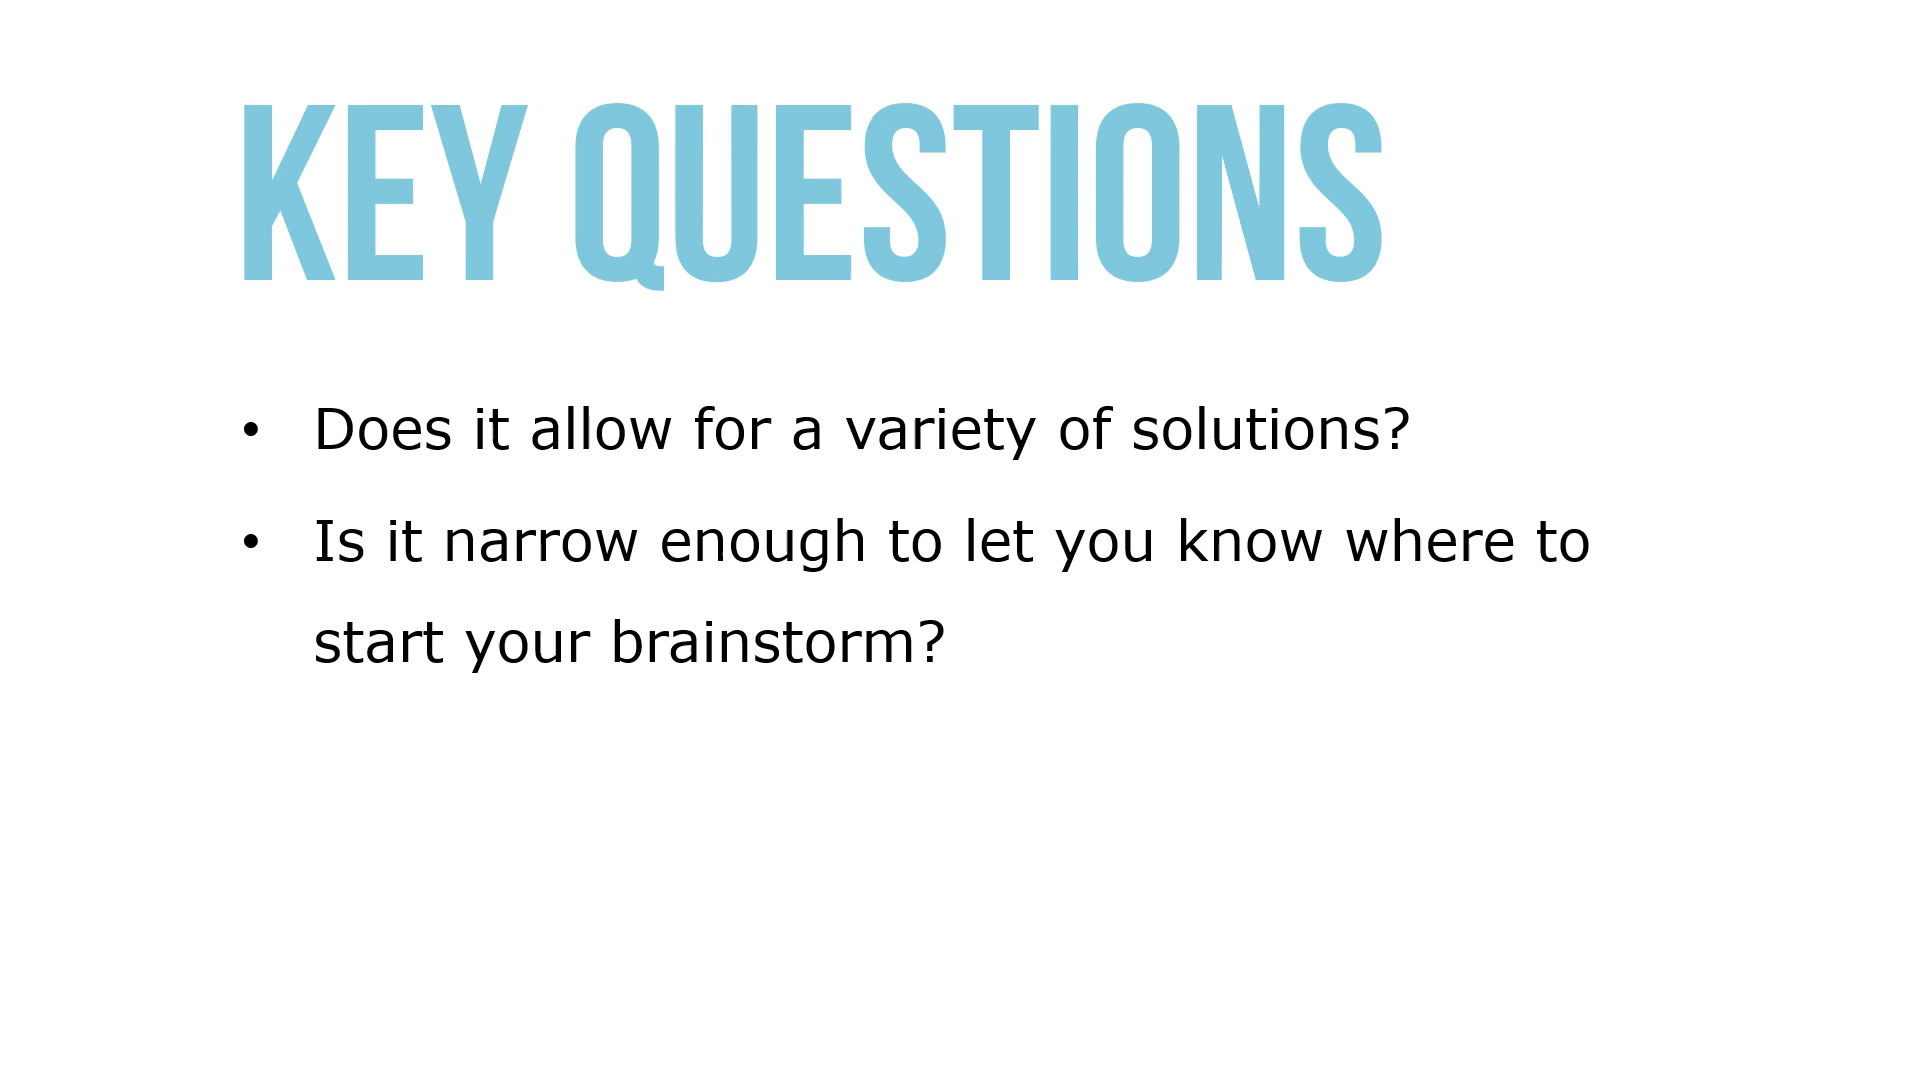 KEY QUESTIONS
• Does it allow for a variety of solutions?
• Is it narrow enough to let you know where to
start your brainstorm?